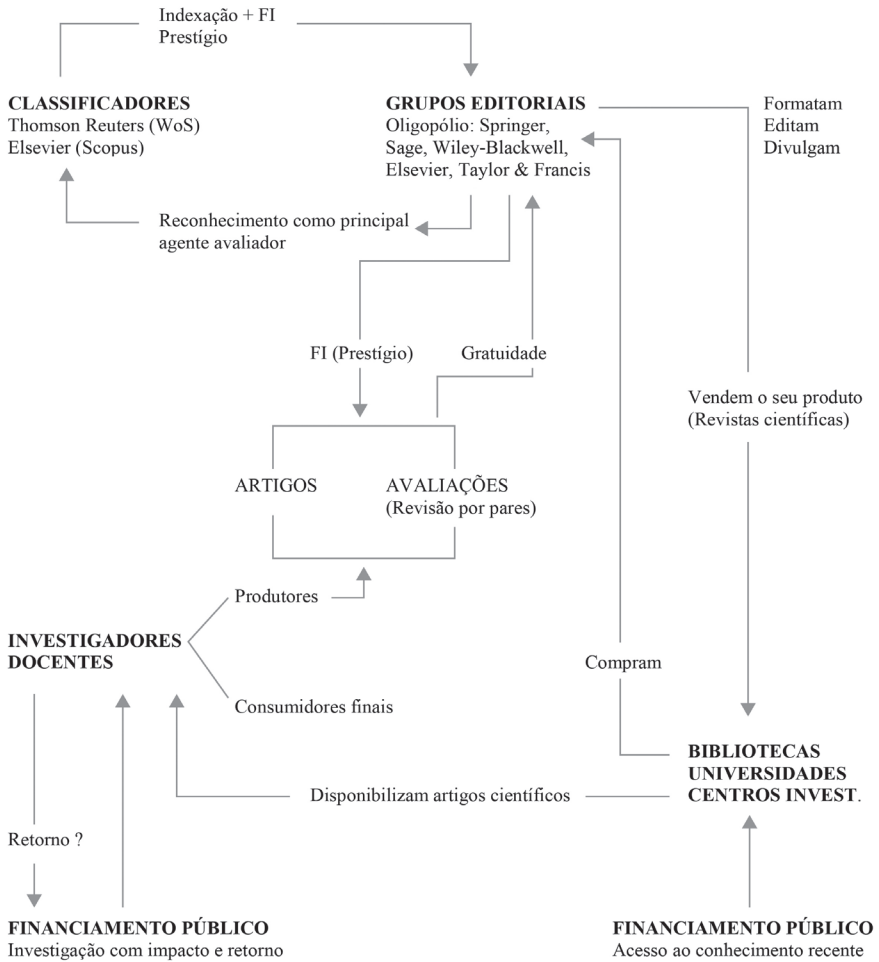 Indexação + FI
Prestígio
CLASSIFICADORES
Thomson Reuters (WoS)
Elsevier (Scopus)
GRUPOS EDITORIAIS
Oligopólio: Springer,
Sage, Wiley-Blackwell,
Elsevier, Taylor & Francis
Formatam
Editam
Divulgam
Reconhecimento como principal
agente avaliador
FI (Prestígio)
Gratuidade
Vendem o seu produto
(Revistas científicas)
ARTIGOS
AVALIAÇÕES
(Revisão por pares)
Produtores
INVESTIGADORES
DOCENTES
Compram
Consumidores finais
BIBLIOTECAS
UNIVERSIDADES
CENTROS INVEST.
Disponibilizam artigos científicos
Retorno ?
FINANCIAMENTO PÚBLICO
Investigação com impacto e retorno
FINANCIAMENTO PÚBLICO
Acesso ao conhecimento recente